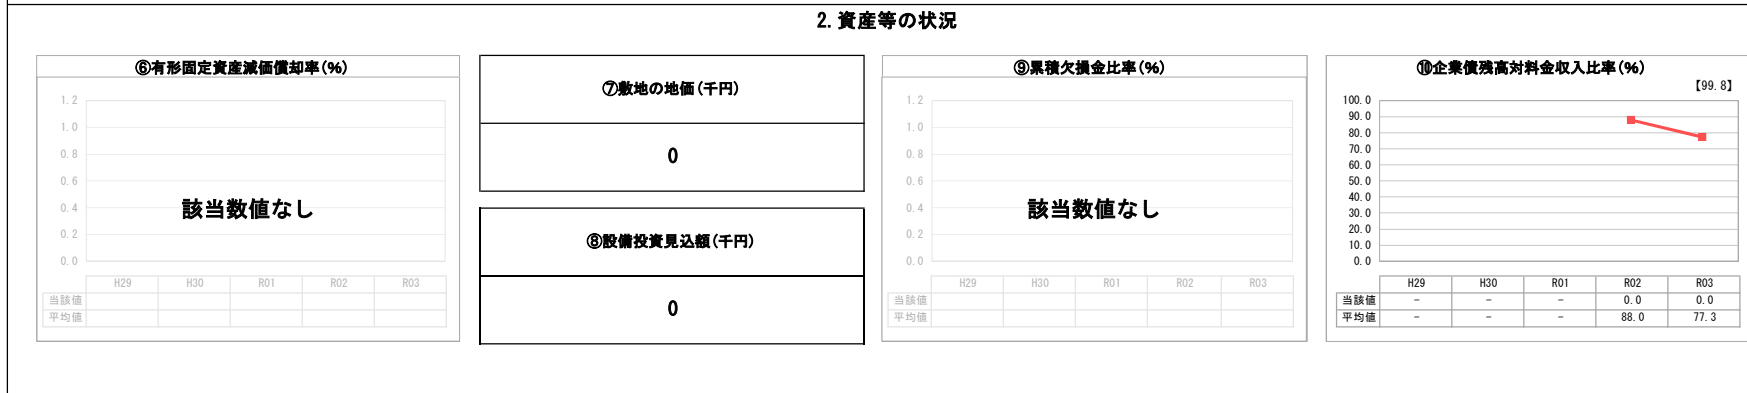 2. 資産等の状況
⑥有形固定資産減価償却率(%)
1.2
1.0
0.8
0.6
0.4
0.2
0.0
該当数値なし
H29 H30 R01 R02 R03
当該値
平均値
⑦敷地の地価(千円)
0
⑧設備投資見込額(千円)
0
⑨累積欠損金比率(%)
1.2
1.0
0.8
0.6
0.4
0.2
0.0
該当数値なし
H29 H30 R01 R02 R03
当該値
平均値
⑩企業債残高対料金収入比率(%)
【99.8】
100.0
90.0
80.0
70.0
60.0
50.0
40.0
30.0
20.0
10.0
0.0
H29 H30 R01 R02 R03
当該値 - - - 0.0 0.0
平均値 - - - 88.0 77.3